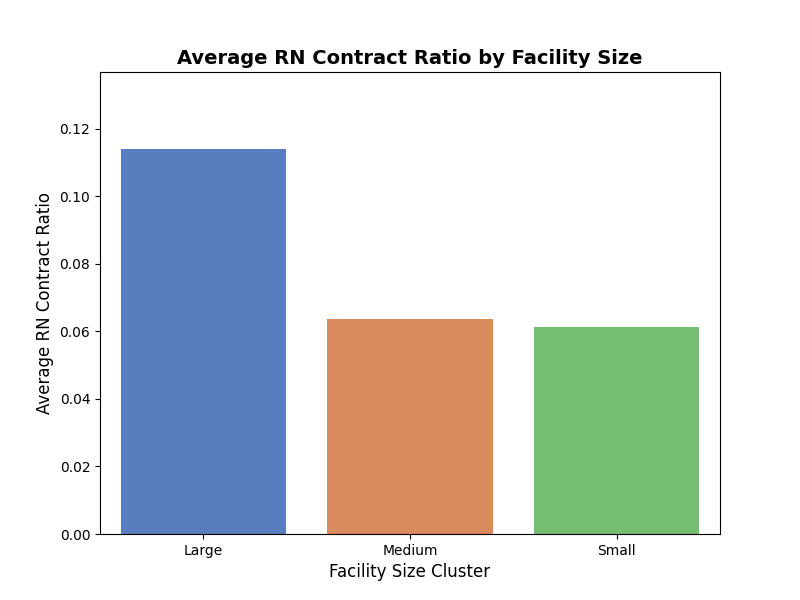 Average RN Contract Ratio by Facility Size
Average RN Contract Ratio
0.12
0.10
0.08
0.06
0.04
0.02
0.00
Large Medium Small
Facility Size Cluster